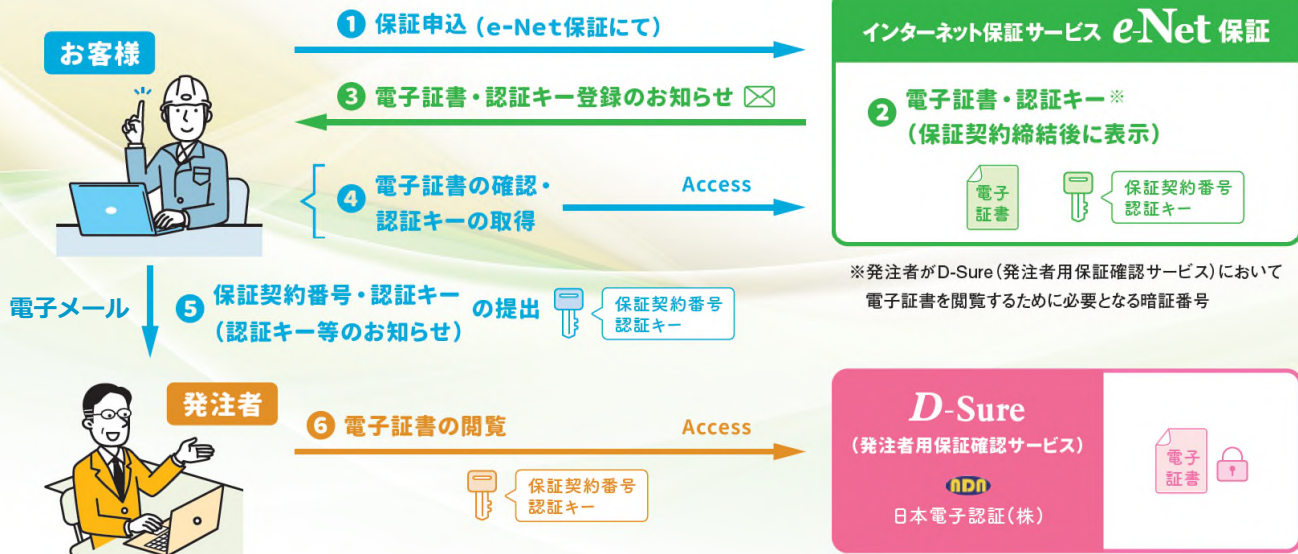 お客様
❶ 保証申込(e-Net保証にて)
❸ 電子証書・認証キー登録のお知らせ
❹ 電子証書の確認・
認証キーの取得
Access
インターネット保証サービス e-Net 保証
❷ 電子証書・認証キー※
(保証契約締結後に表示)
電子
証書
保証契約番号
認証キー
※発注者がD-Sure(発注者用保証確認サービス)において
電子証書を閲覧するために必要となる暗証番号
電子メール
❺ 保証契約番号・認証キー
(認証キー等のお知らせ)
の提出
保証契約番号
認証キー
発注者
❻ 電子証書の閲覧
Access
保証契約番号
認証キー
D-Sure
(発注者用保証確認サービス)
NDN
日本電子認証(株)
電子
証書